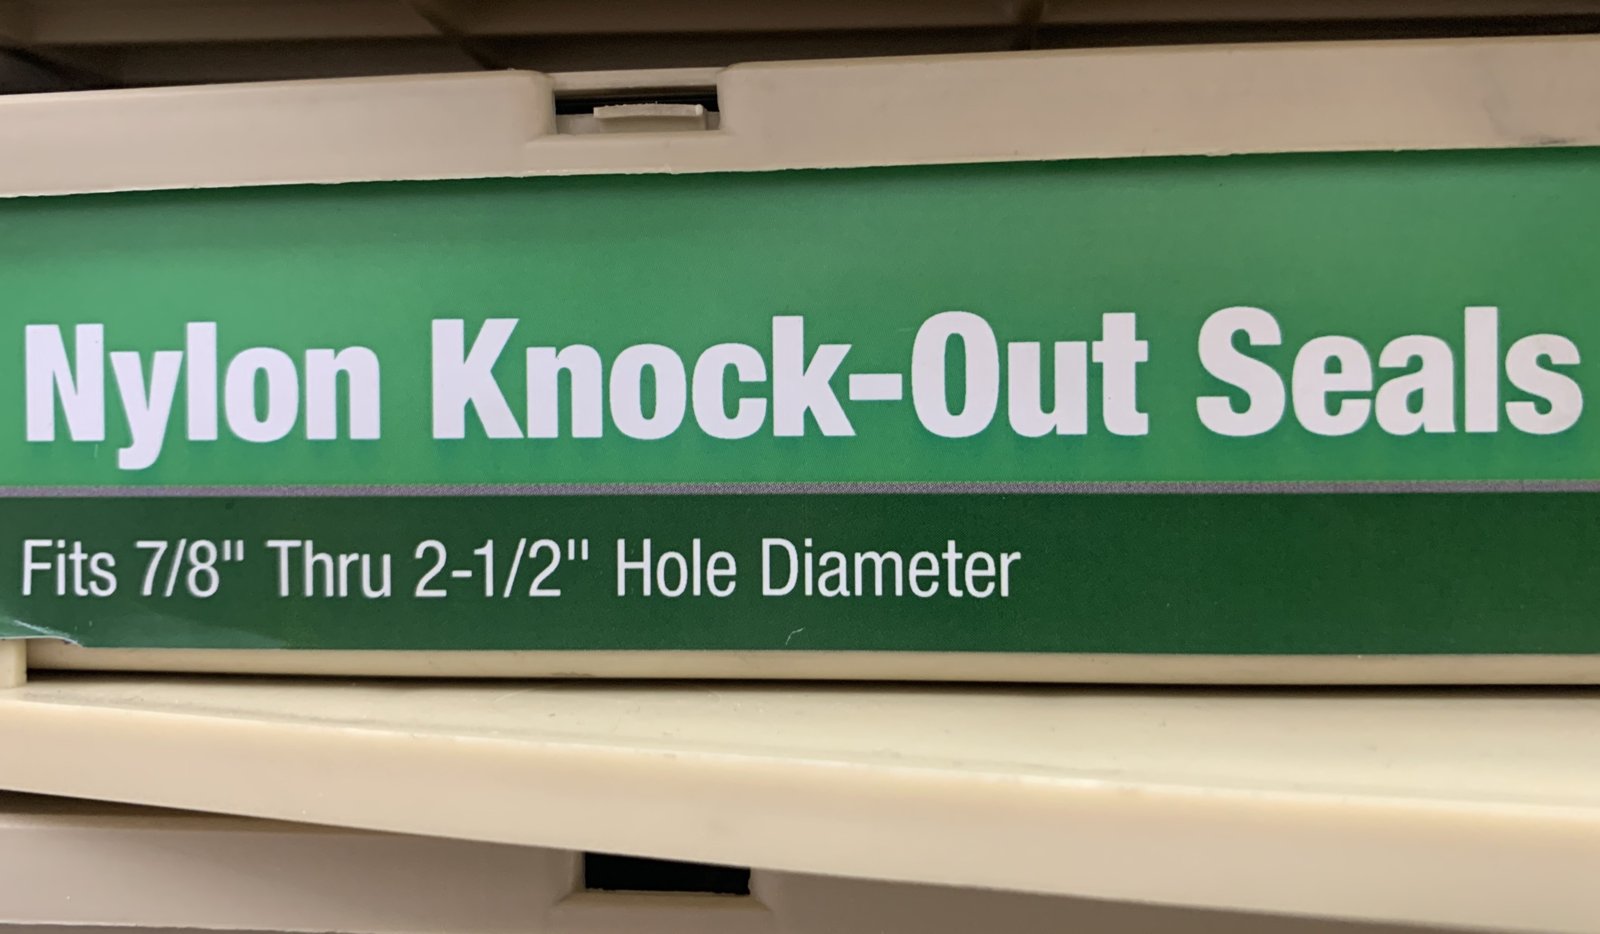 Nylon Knock-Out Seals
Fits 7/8" Thru 2-1/2" Hole Diameter